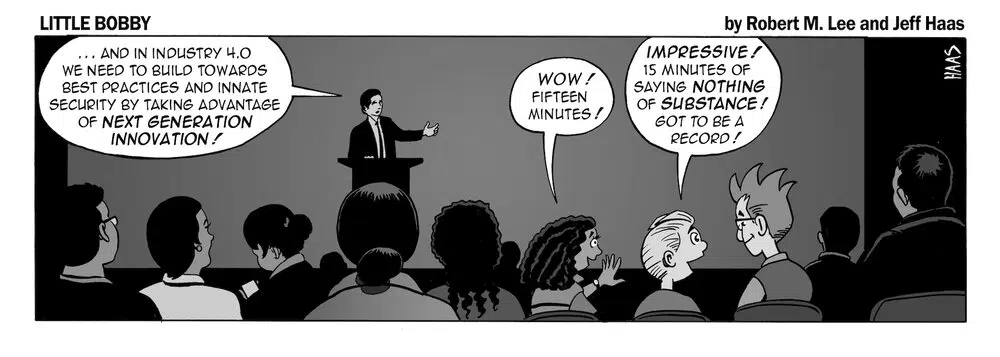 LITTLE BOBBY
by Robert M. Lee and Jeff Haas
. . . AND IN INDUSTRY 4.0
WE NEED TO BUILD TOWARDS
BEST PRACTICES AND INNATE
SECURITY BY TAKING ADVANTAGE
OF NEXT GENERATION
INNOVATION!
WOW!
FIFTEEN
MINUTES!
IMPRESSIVE!
15 MINUTES OF
SAYING NOTHING
OF SUBSTANCE!
GOT TO BE A
RECORD!
HAAS